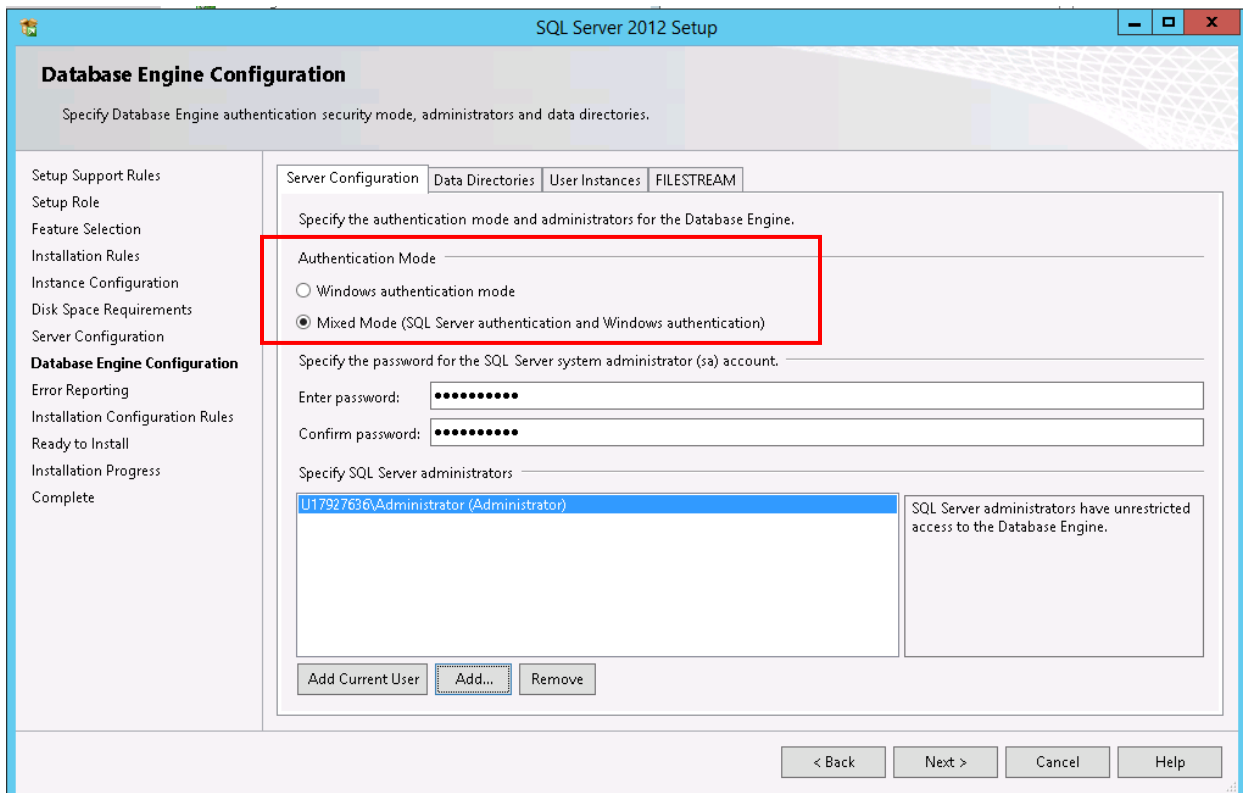 SQL Server 2012 Setup
Database Engine Configuration
Specify Database Engine authentication security mode, administrators and data directories.
Setup Support Rules
Setup Role
Feature Selection
Installation Rules
Instance Configuration
Disk Space Requirements
Server Configuration
Database Engine Configuration
Error Reporting
Installation Configuration Rules
Ready to Install
Installation Progress
Complete
Server Configuration Data Directories User Instances FILESTREAM
Specify the authentication mode and administrators for the Database Engine.
Authentication Mode
Windows authentication mode
Mixed Mode (SQL Server authentication and Windows authentication)
Specify the password for the SQL Server system administrator (sa) account.
Enter password: ●●●●●●●●●●
Confirm password: ●●●●●●●●●●
Specify SQL Server administrators
U17927636\Administrator (Administrator)
SQL Server administrators have unrestricted
access to the Database Engine.
Add Current User Add... Remove
< Back Next > Cancel Help